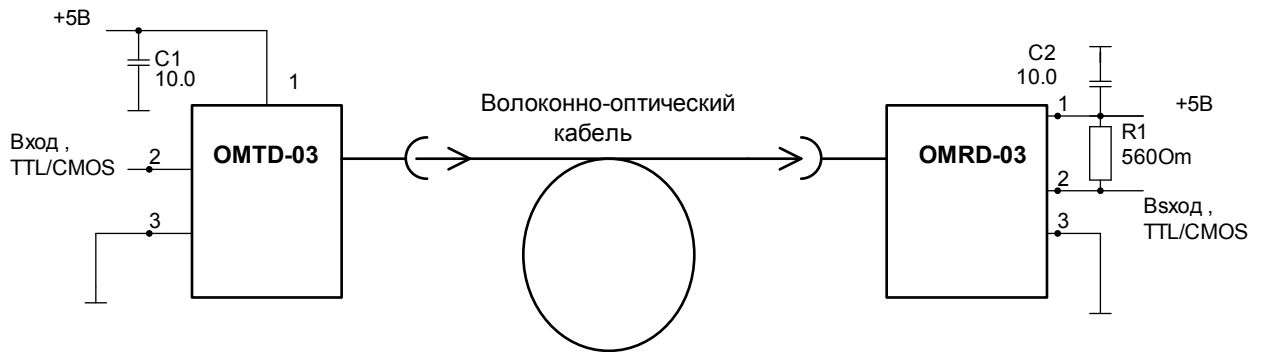 +5В
C1
10.0
1
Вход ,
TTL/CMOS
2
3
OMTD-03
Волоконно-оптический
кабель
OMRD-03
C2
10.0
1
+5В
R1
560Om
2
Вsход ,
TTL/CMOS
3